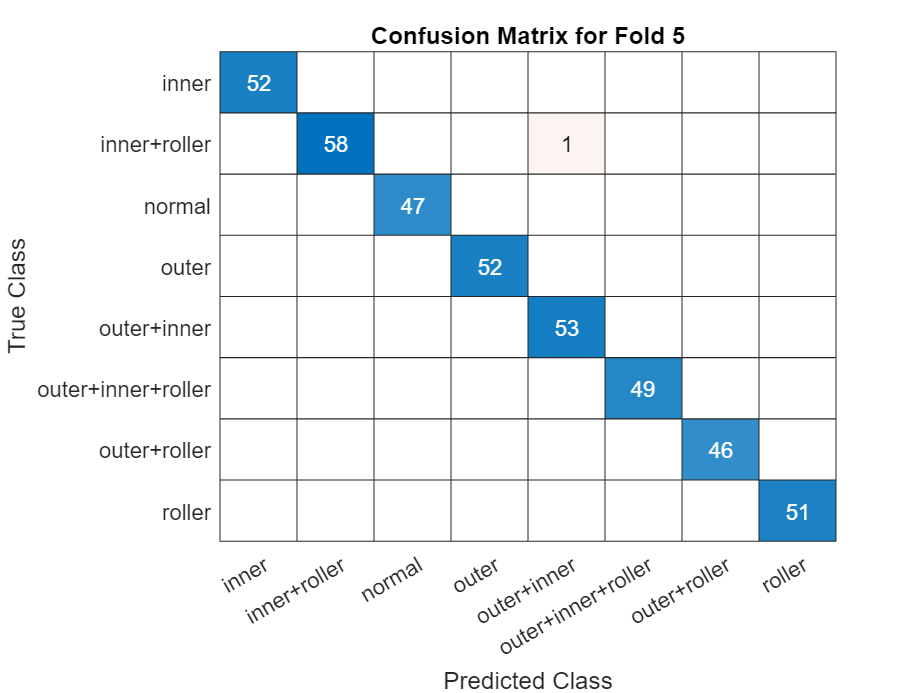 Confusion Matrix for Fold 5
inner 52
inner+roller 58 1
normal 47
outer 52
outer+inner 53
outer+inner+roller 49
outer+roller 46
roller 51
True Class
inner inner+roller normal outer outer+inner outer+inner+roller outer+roller roller
Predicted Class